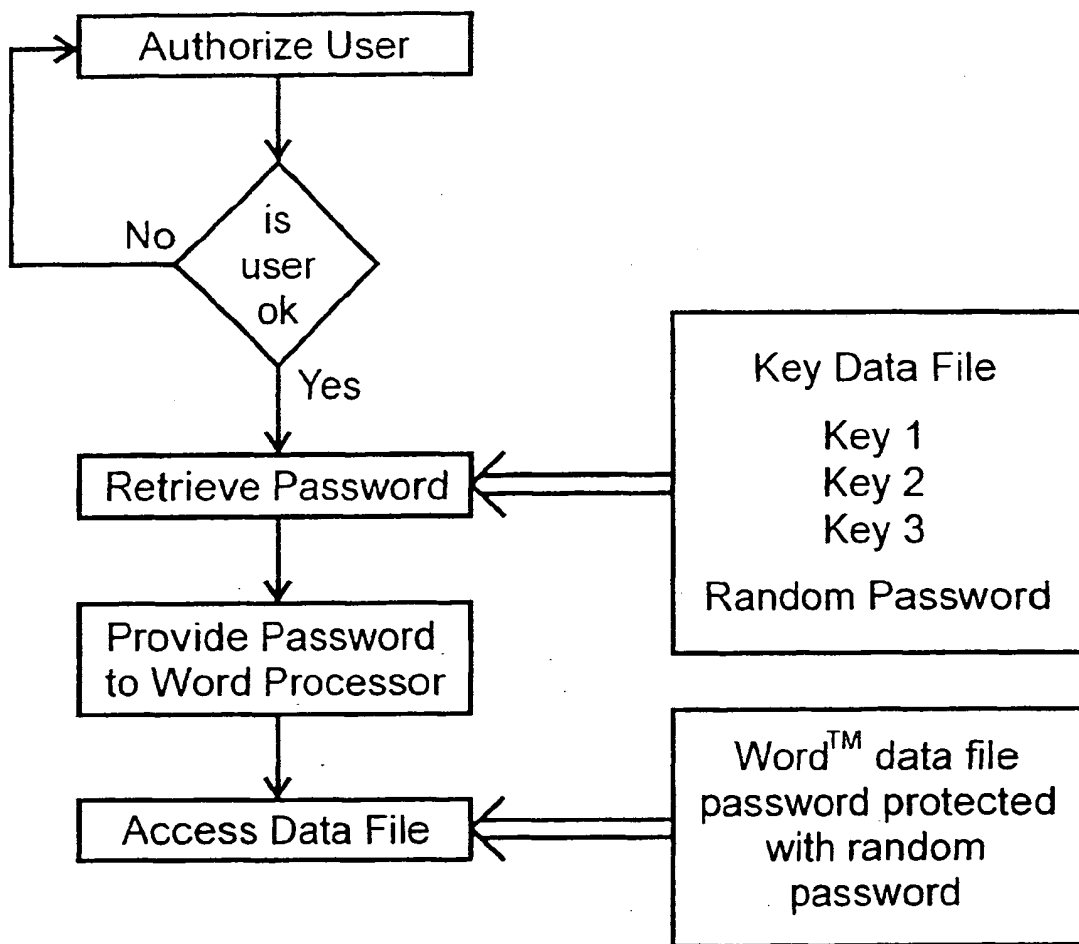 Authorize User
is
user
ok
No
Yes
Retrieve Password
Key Data File
Key 1
Key 2
Key 3
Random Password
Provide Password
to Word Processor
Access Data File
Word™ data file
password protected
with random
password